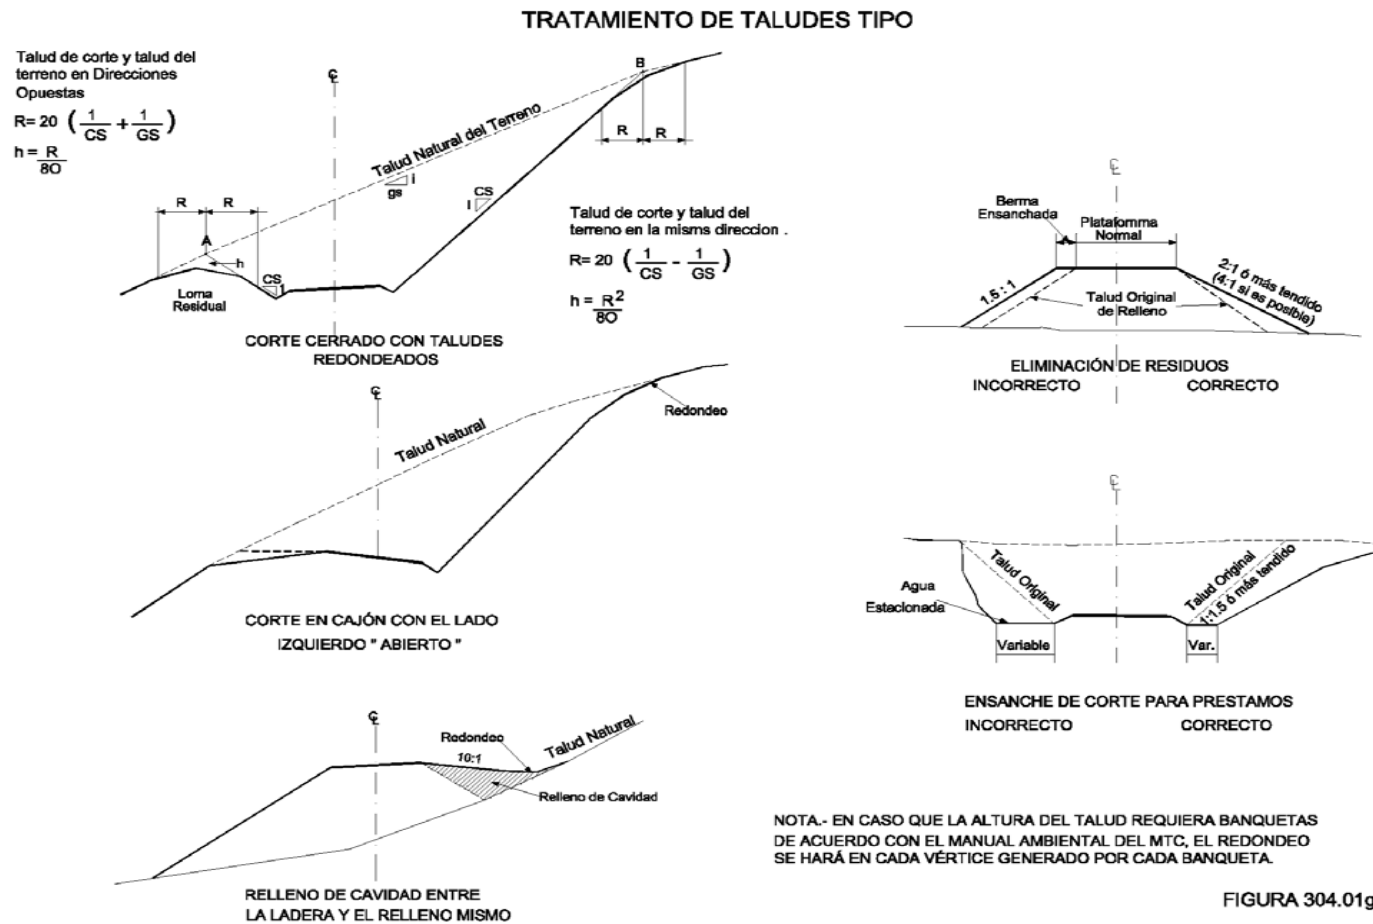 TRATAMIENTO DE TALUDES TIPO
Talud de corte y talud del
terreno en Direcciones
Opuestas
R= 20 ( 1/CS + 1/GS )
h = R/80
CL
B
Talud Natural del Terreno
gs
I
CS
I
R
R
R
R
A
h
CS
1
Loma
Residual
Talud de corte y talud del
terreno en la misms direccion .
R= 20 ( 1/CS - 1/GS )
h = R²/80
CORTE CERRADO CON TALUDES
REDONDEADOS
CL
Berma
Ensanchada
Plataformma
Normal
1.5 : 1
Talud Original
de Relleno
2:1 ó más tendido
(4:1 si es posible)
ELIMINACIÓN DE RESIDUOS
INCORRECTO
CORRECTO
CL
Talud Natural
Redondeo
CORTE EN CAJÓN CON EL LADO
IZQUIERDO " ABIERTO "
CL
Agua
Estacionada
Talud Original
Talud Original
1:1.5 ó más tendido
Variable
Var.
ENSANCHE DE CORTE PARA PRESTAMOS
INCORRECTO
CORRECTO
CL
Redondeo
10:1
Talud Natural
Relleno de Cavidad
RELLENO DE CAVIDAD ENTRE
LA LADERA Y EL RELLENO MISMO
NOTA.- EN CASO QUE LA ALTURA DEL TALUD REQUIERA BANQUETAS
DE ACUERDO CON EL MANUAL AMBIENTAL DEL MTC, EL REDONDEO
SE HARÁ EN CADA VÉRTICE GENERADO POR CADA BANQUETA.
FIGURA 304.01g